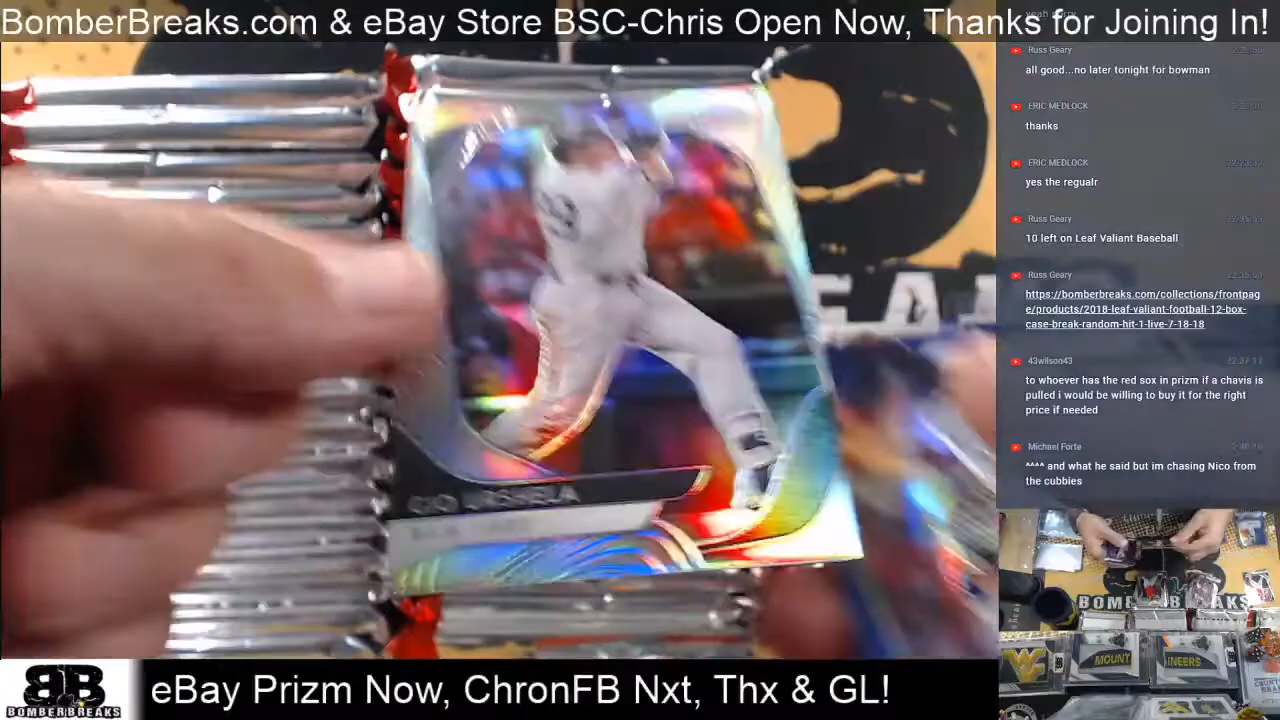 BomberBreaks.com & eBay Store BSC-Chris Open Now, Thanks for Joining In!
Russ Geary
all good...no later tonight for bowman
ERIC MEDLOCK
thanks
ERIC MEDLOCK
yes the regualr
Russ Geary
10 left on Leaf Valiant Baseball
Russ Geary
https://bomberbreaks.com/collections/frontpag
e/products/2018-leaf-valiant-football-12-box-
case-break-random-hit-1-live-7-18-18
43wilson43
to whoever has the red sox in prizm if a chavis is
pulled i would be willing to buy it for the right
price if needed
Michael Forte
^^^^ and what he said but im chasing Nico from
the cubbies
MOUNT
INEERS
BB
BOMBERBREAKS
eBay Prizm Now, ChronFB Nxt, Thx & GL!